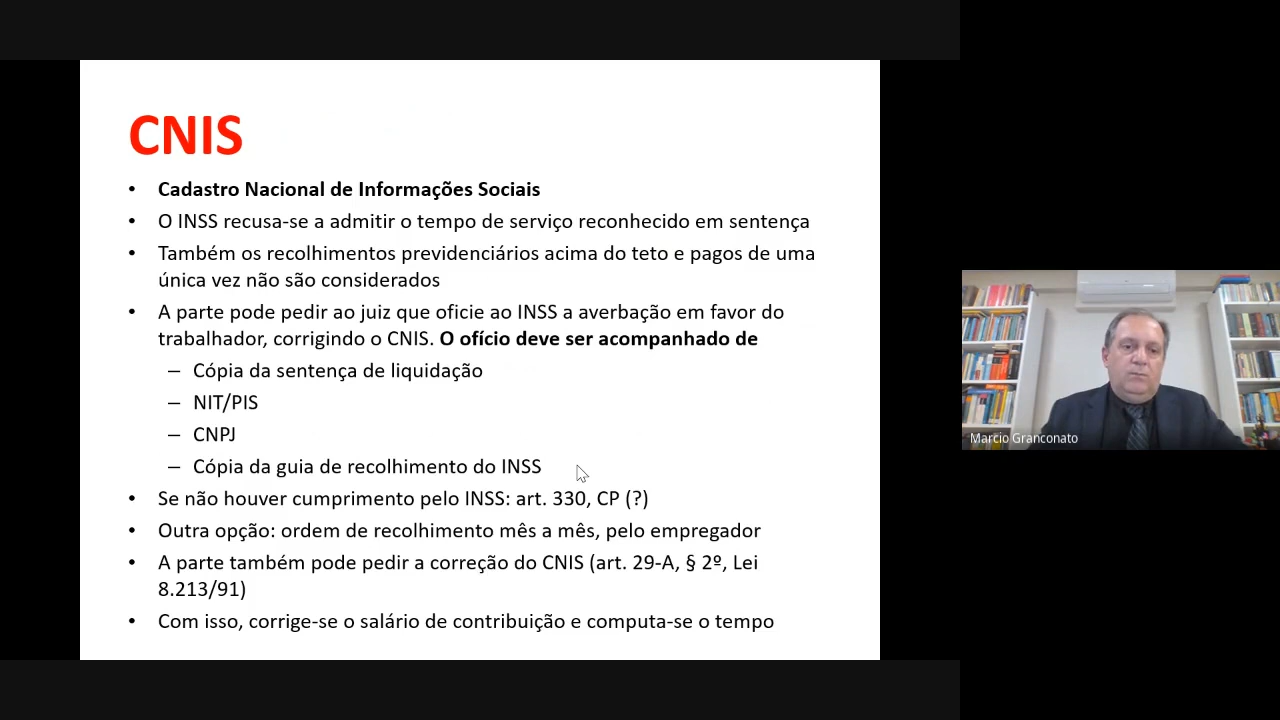 CNIS
• Cadastro Nacional de Informações Sociais
• O INSS recusa-se a admitir o tempo de serviço reconhecido em sentença
• Também os recolhimentos previdenciários acima do teto e pagos de uma
única vez não são considerados
• A parte pode pedir ao juiz que oficie ao INSS a averbação em favor do
trabalhador, corrigindo o CNIS. O ofício deve ser acompanhado de
– Cópia da sentença de liquidação
– NIT/PIS
– CNPJ
– Cópia da guia de recolhimento do INSS
• Se não houver cumprimento pelo INSS: art. 330, CP (?)
• Outra opção: ordem de recolhimento mês a mês, pelo empregador
• A parte também pode pedir a correção do CNIS (art. 29-A, § 2º, Lei
8.213/91)
• Com isso, corrige-se o salário de contribuição e computa-se o tempo
Marcio Granconato